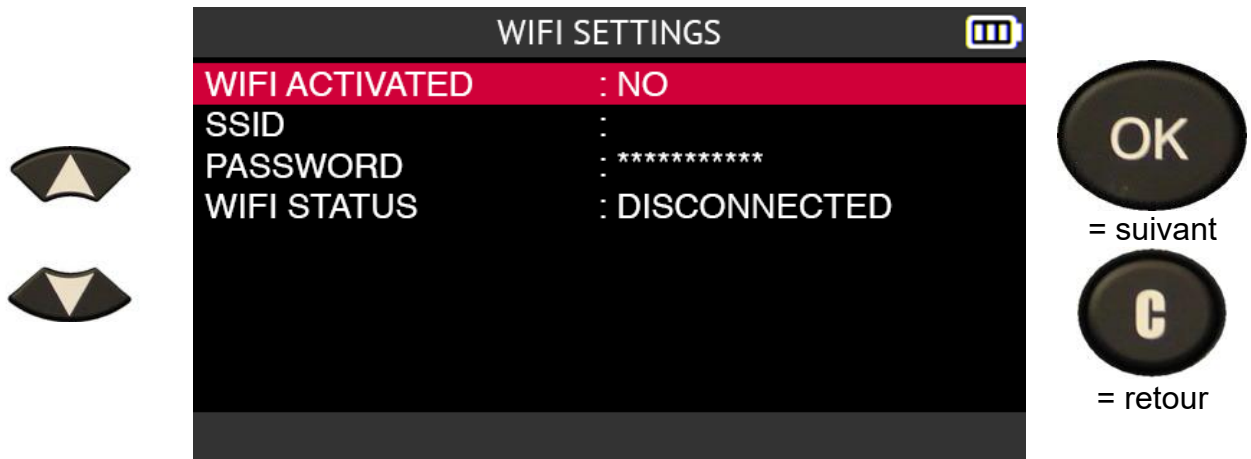 WIFI SETTINGS
WIFI ACTIVATED : NO
SSID :
PASSWORD : ***********
WIFI STATUS : DISCONNECTED
OK
= suivant
C
= retour